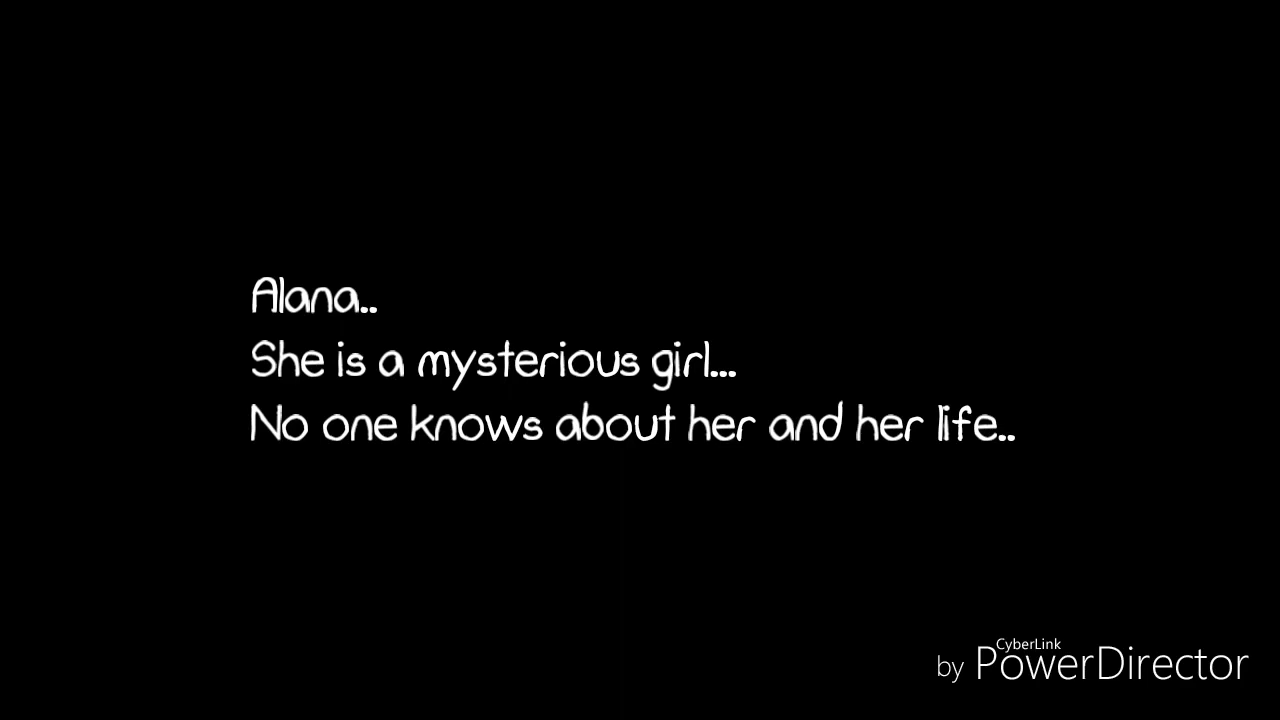 Alana..
She is a mysterious girl...
No one knows about her and her life..
CyberLink
by PowerDirector